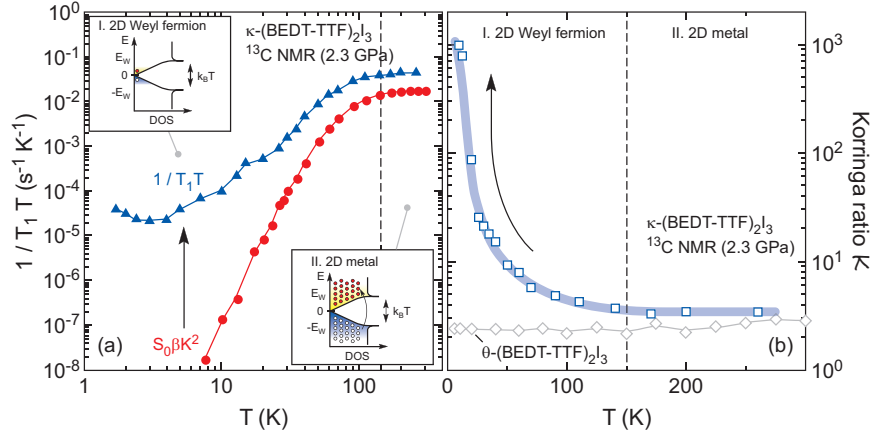 I. 2D Weyl fermion
E
E_W
0
-E_W
k_BT
DOS
κ-(BEDT-TTF)₂I₃
¹³C NMR (2.3 GPa)
1 / T₁T
S₀βK²
(a)
II. 2D metal
E
E_W
0
-E_W
k_BT
DOS
10¹
10⁰
10⁻¹
10⁻²
10⁻³
10⁻⁴
10⁻⁵
10⁻⁶
10⁻⁷
10⁻⁸
1 / T₁ T (s⁻¹ K⁻¹)
1
10
100
T (K)
I. 2D Weyl fermion
II. 2D metal
κ-(BEDT-TTF)₂I₃
¹³C NMR (2.3 GPa)
θ-(BEDT-TTF)₂I₃
(b)
10³
10²
10¹
10⁰
Korringa ratio K
0
100
200
T (K)